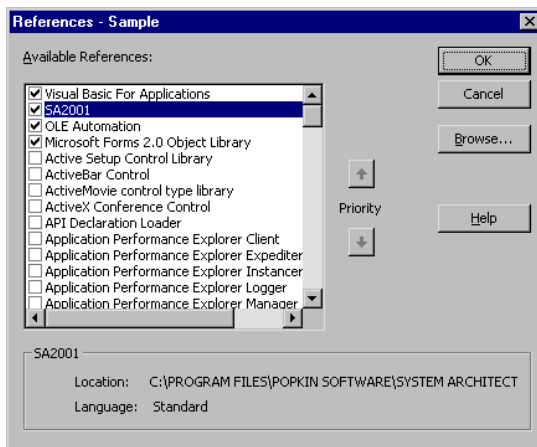 References - Sample
Available References:
Visual Basic For Applications
SA2001
OLE Automation
Microsoft Forms 2.0 Object Library
Active Setup Control Library
ActiveBar Control
ActiveMovie control type library
ActiveX Conference Control
API Declaration Loader
Application Performance Explorer Client
Application Performance Explorer Expediter
Application Performance Explorer Instancer
Application Performance Explorer Logger
Application Performance Explorer Manager
OK
Cancel
Browse...
Priority
Help
SA2001
Location: C:\PROGRAM FILES\POPKIN SOFTWARE\SYSTEM ARCHITECT
Language: Standard